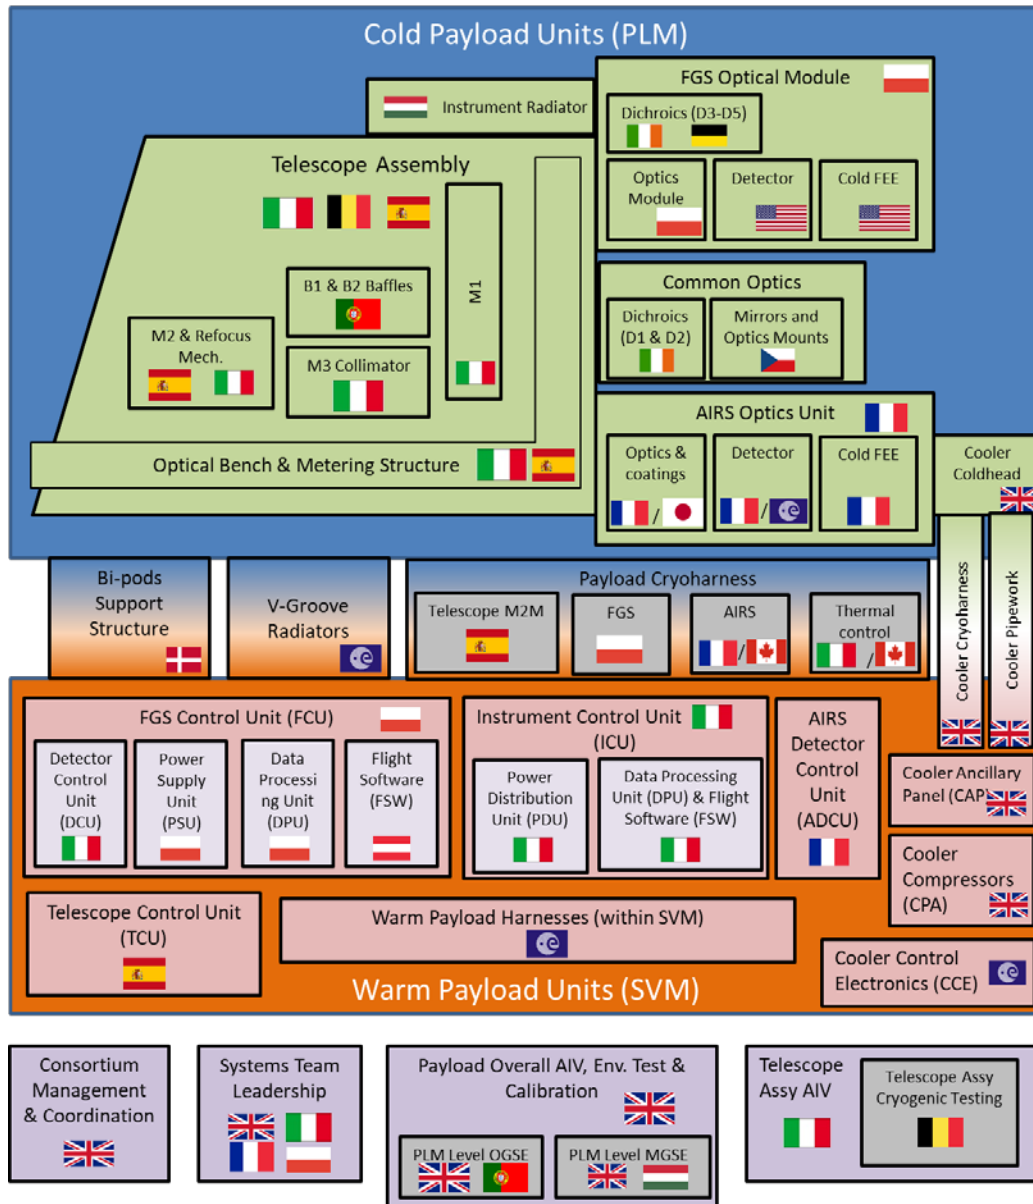 Cold Payload Units (PLM)
Instrument Radiator
FGS Optical Module
Dichroics (D3-D5)
Optics
Module
Detector
Cold FEE
Telescope Assembly
M1
B1 & B2 Baffles
M2 & Refocus
Mech.
M3 Collimator
Optical Bench & Metering Structure
Common Optics
Dichroics
(D1 & D2)
Mirrors and
Optics Mounts
AIRS Optics Unit
Optics &
coatings
/
Detector
/
Cold FEE
Cooler
Coldhead
Bi-pods
Support
Structure
V-Groove
Radiators
Payload Cryoharness
Telescope M2M
FGS
AIRS
/
Thermal
control
/
Cooler Cryoharness
Cooler Pipework
FGS Control Unit (FCU)
Detector
Control
Unit
(DCU)
Power
Supply
Unit
(PSU)
Data
Processi
ng Unit
(DPU)
Flight
Software
(FSW)
Instrument Control Unit
(ICU)
Power
Distribution
Unit (PDU)
Data Processing
Unit (DPU) & Flight
Software (FSW)
AIRS
Detector
Control
Unit
(ADCU)
Cooler Ancillary
Panel (CAP)
Cooler
Compressors
(CPA)
Telescope Control Unit
(TCU)
Warm Payload Harnesses (within SVM)
Cooler Control
Electronics (CCE)
Warm Payload Units (SVM)
Consortium
Management
& Coordination
Systems Team
Leadership
Payload Overall AIV, Env. Test &
Calibration
PLM Level OGSE
PLM Level MGSE
Telescope
Assy AIV
Telescope Assy
Cryogenic Testing